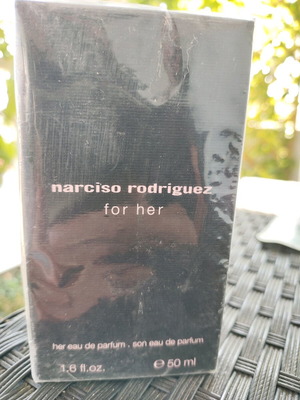 narciso rodriguez
for her
her eau de parfum . son eau de parfum
1.6 fl.oz. e 50 ml